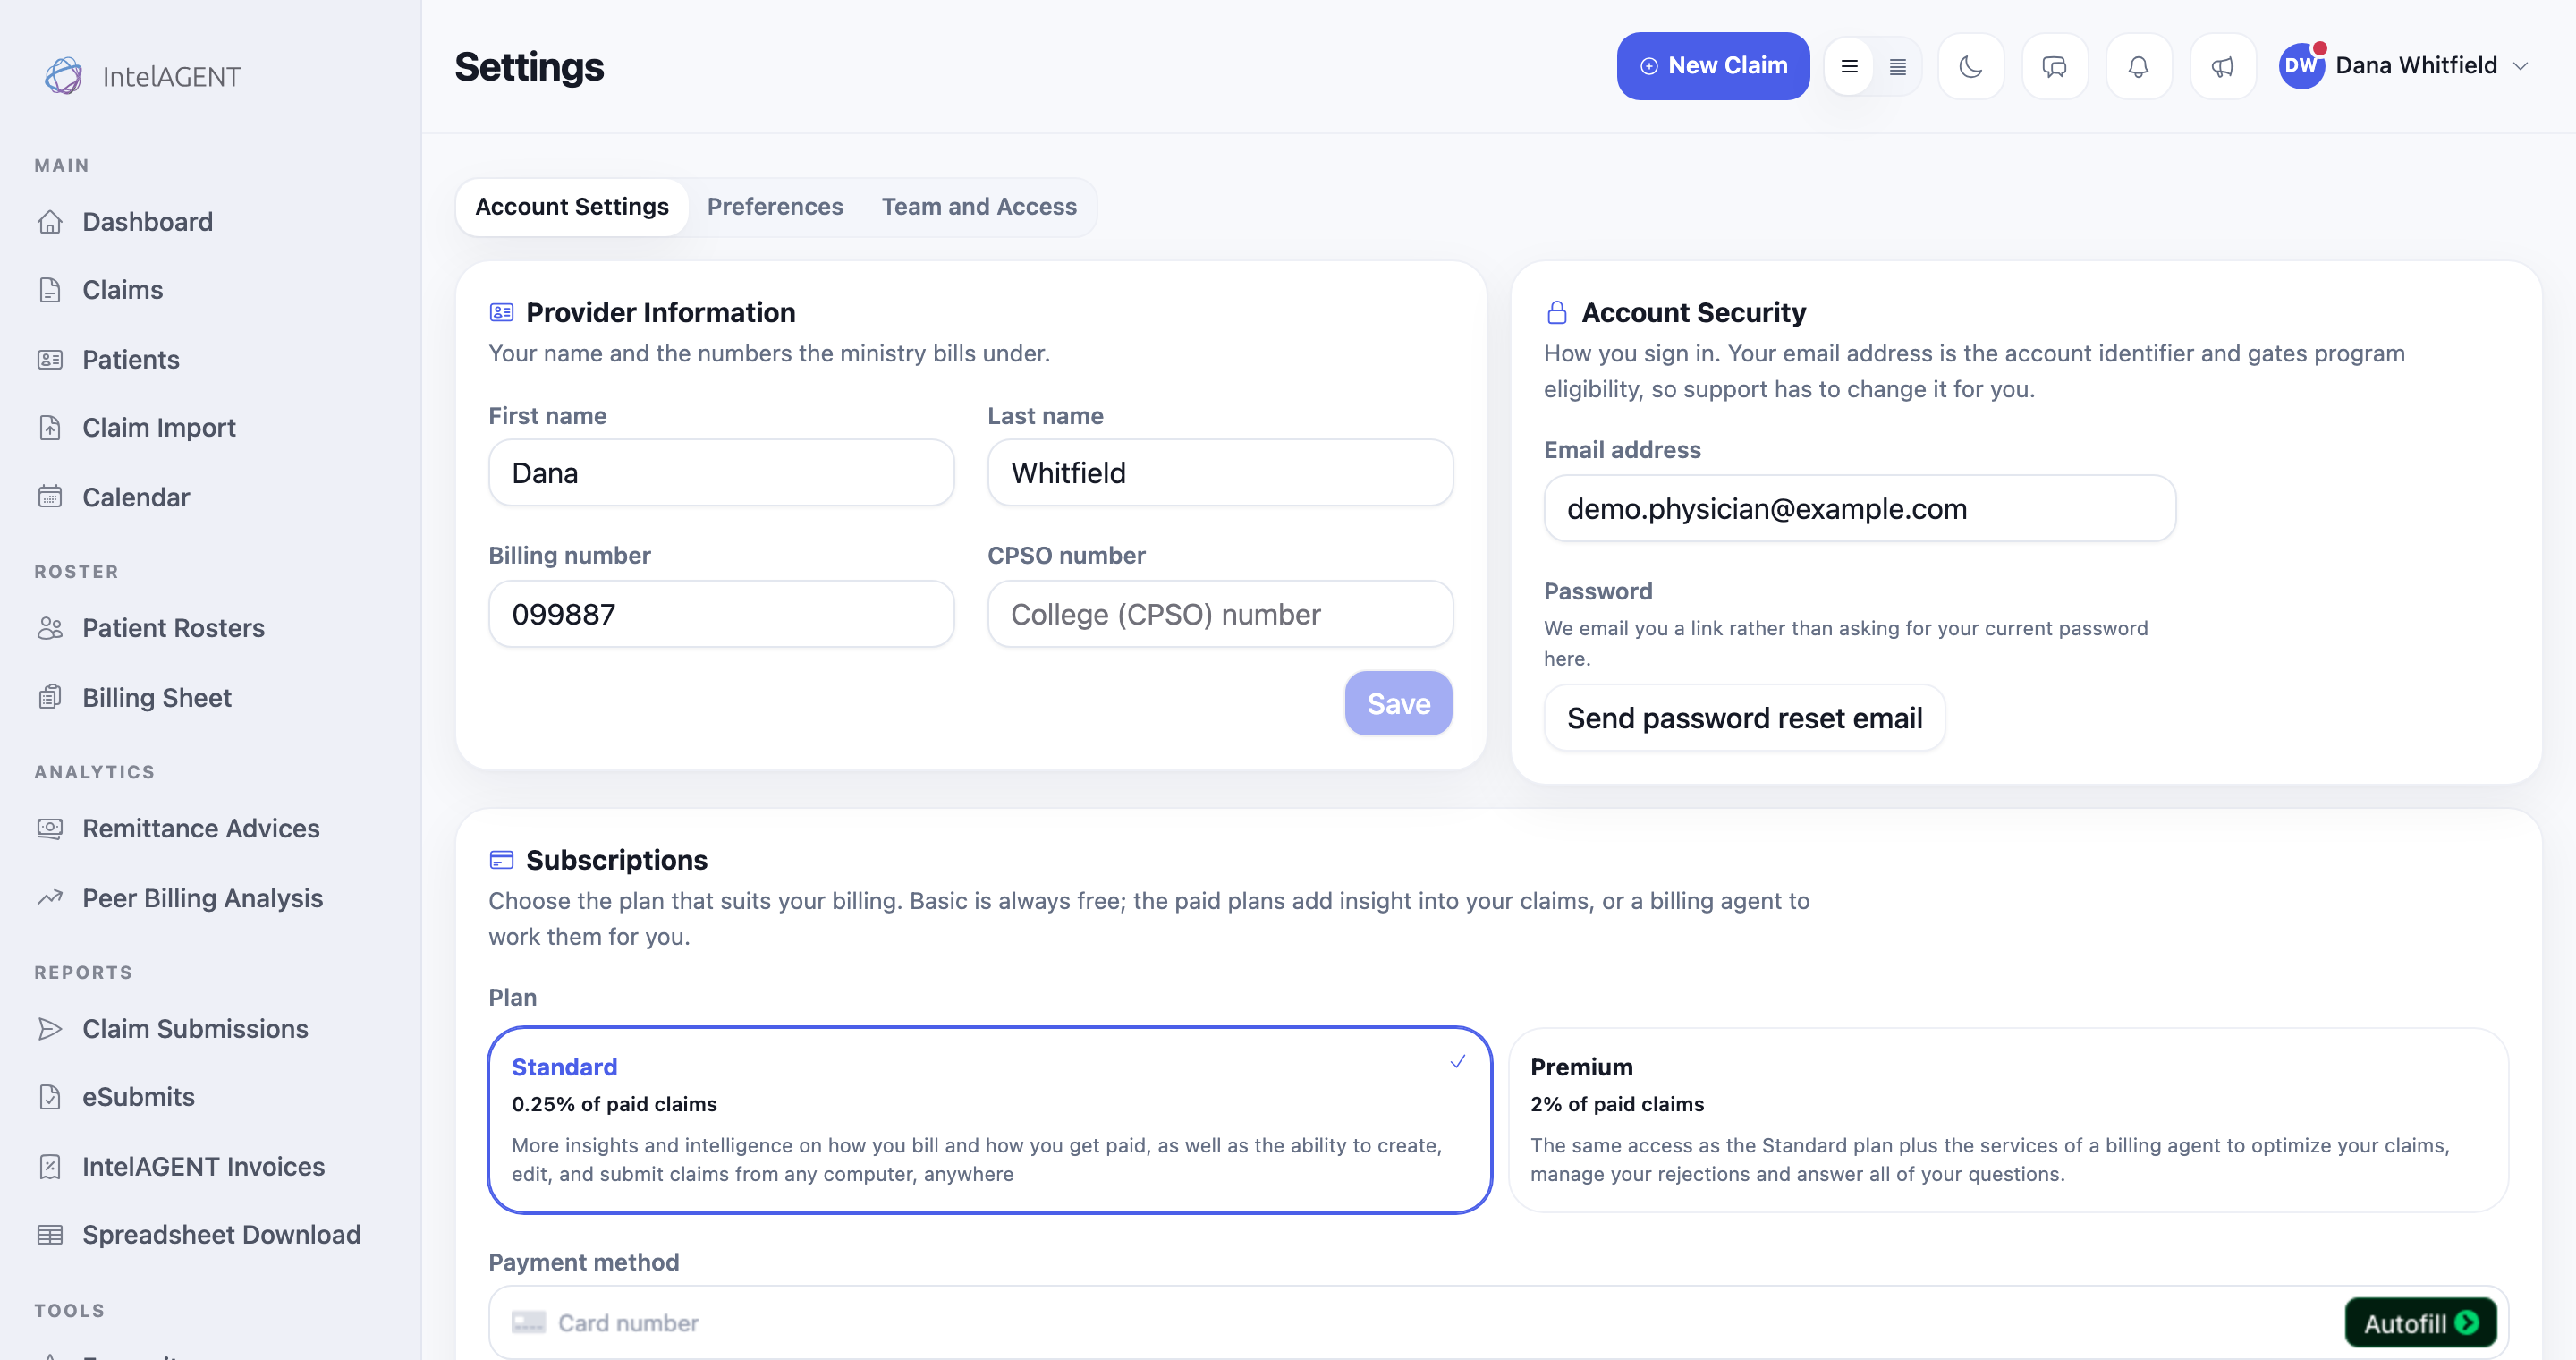 IntelAGENT
MAIN
Dashboard
Claims
Patients
Claim Import
Calendar
ROSTER
Patient Rosters
Billing Sheet
ANALYTICS
Remittance Advices
Peer Billing Analysis
REPORTS
Claim Submissions
eSubmits
IntelAGENT Invoices
Spreadsheet Download
TOOLS
Settings
New Claim
DW Dana Whitfield
Account Settings Preferences Team and Access
Provider Information
Your name and the numbers the ministry bills under.
First name Last name
Dana Whitfield
Billing number CPSO number
099887 College (CPSO) number
Save
Account Security
How you sign in. Your email address is the account identifier and gates program
eligibility, so support has to change it for you.
Email address
demo.physician@example.com
Password
We email you a link rather than asking for your current password
here.
Send password reset email
Subscriptions
Choose the plan that suits your billing. Basic is always free; the paid plans add insight into your claims, or a billing agent to
work them for you.
Plan
Standard
0.25% of paid claims
More insights and intelligence on how you bill and how you get paid, as well as the ability to create,
edit, and submit claims from any computer, anywhere
Premium
2% of paid claims
The same access as the Standard plan plus the services of a billing agent to optimize your claims,
manage your rejections and answer all of your questions.
Payment method
Card number Autofill